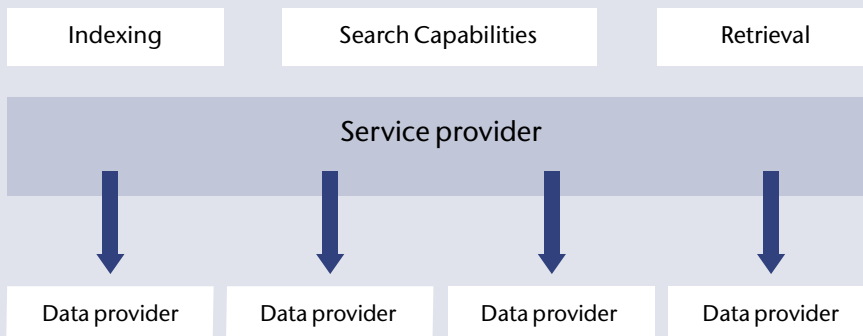 Indexing
Search Capabilities
Retrieval
Service provider
Data provider
Data provider
Data provider
Data provider